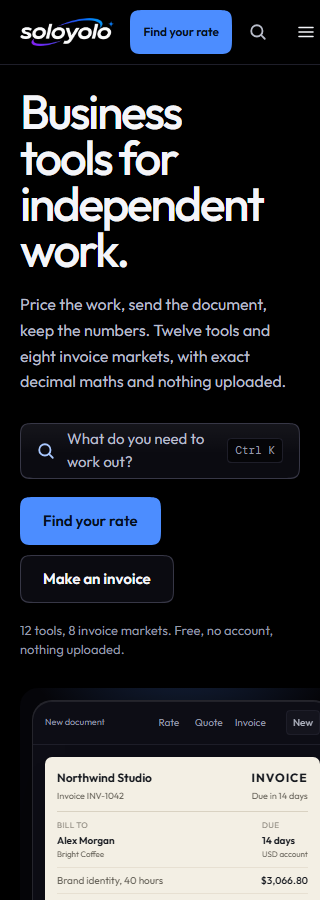 soloyolo
Find your rate
Business
tools for
independent
work.
Price the work, send the document,
keep the numbers. Twelve tools and
eight invoice markets, with exact
decimal maths and nothing uploaded.
What do you need to
work out?
Ctrl K
Find your rate
Make an invoice
12 tools, 8 invoice markets. Free, no account,
nothing uploaded.
New document
Rate
Quote
Invoice
New
Northwind Studio
INVOICE
Invoice INV-1042
Due in 14 days
BILL TO
DUE
Alex Morgan
14 days
Bright Coffee
USD account
Brand identity, 40 hours
$3,066.80